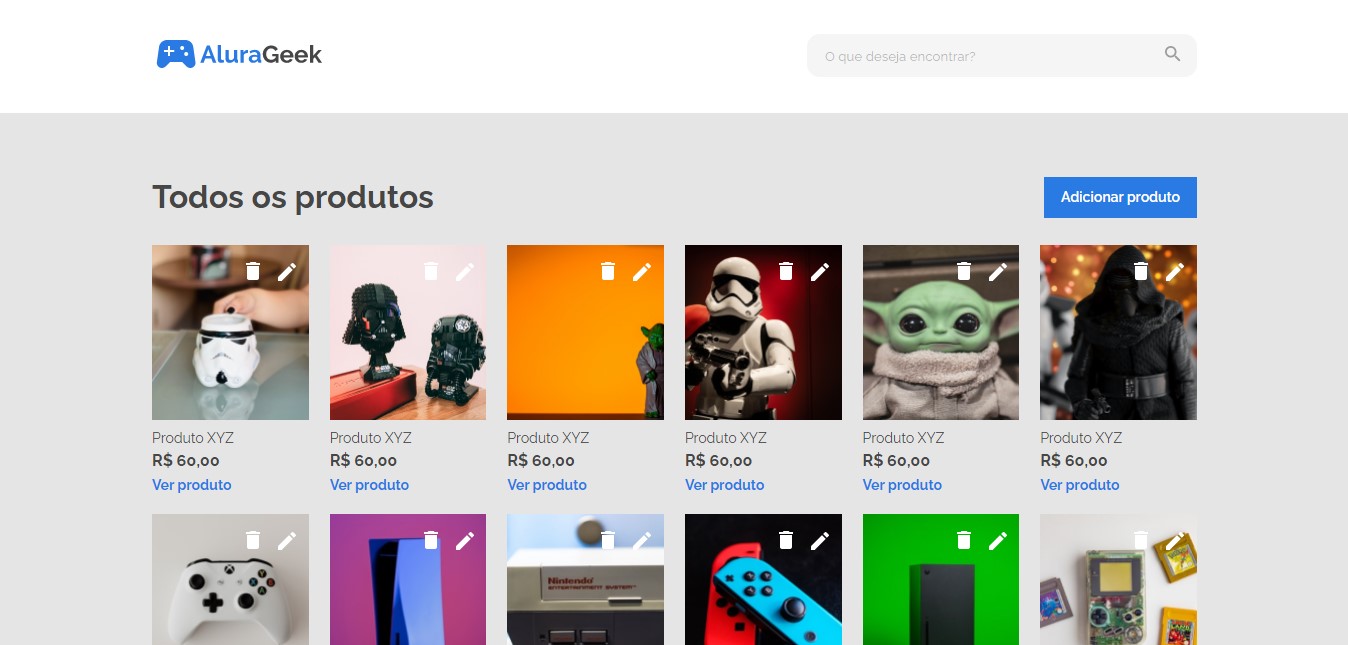 AluraGeek
O que deseja encontrar?
Todos os produtos
Adicionar produto
Produto XYZ
R$ 60,00
Ver produto
Produto XYZ
R$ 60,00
Ver produto
Produto XYZ
R$ 60,00
Ver produto
Produto XYZ
R$ 60,00
Ver produto
Produto XYZ
R$ 60,00
Ver produto
Produto XYZ
R$ 60,00
Ver produto
Nintendo
ENTERTAINMENT SYSTEM